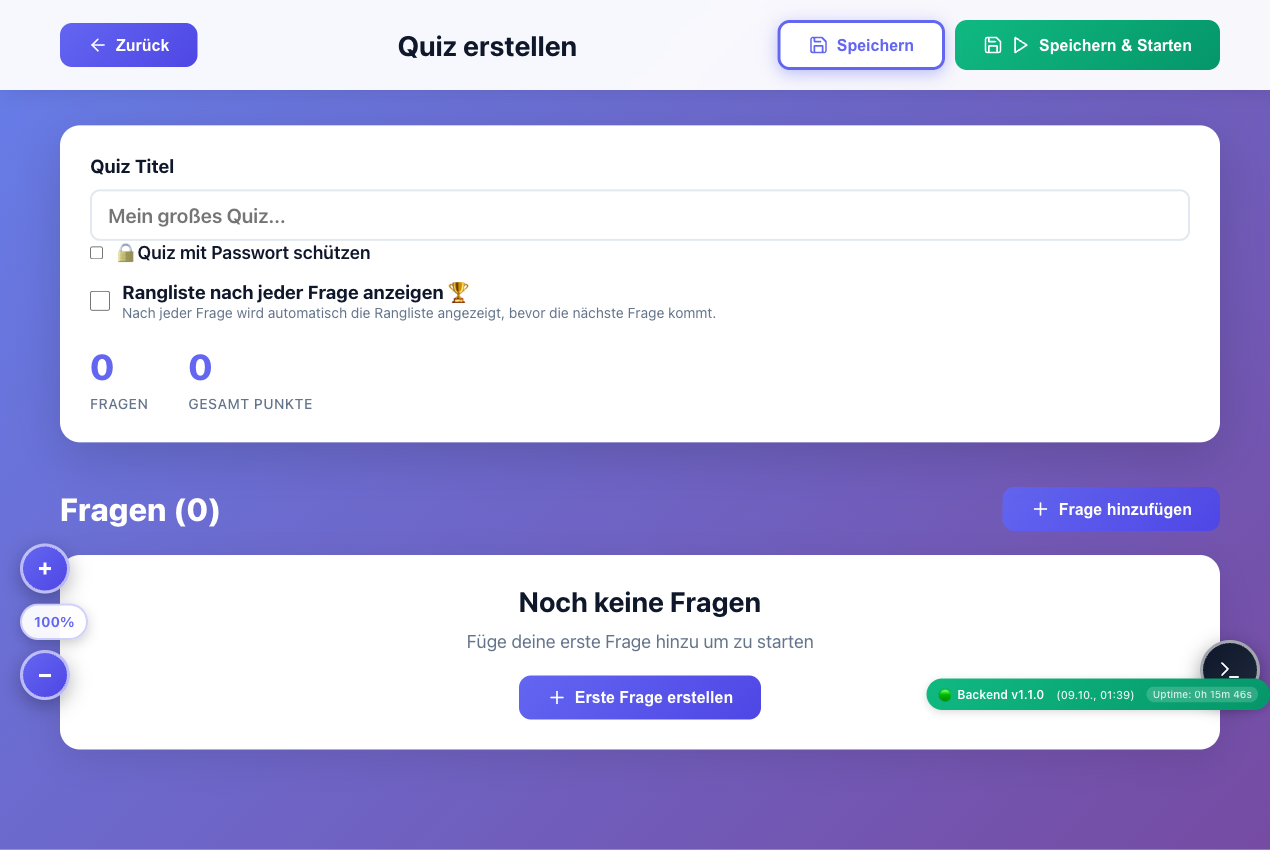 Zurück
Quiz erstellen
Speichern
Speichern & Starten
Quiz Titel
Mein großes Quiz...
🔒Quiz mit Passwort schützen
Rangliste nach jeder Frage anzeigen 🏆
Nach jeder Frage wird automatisch die Rangliste angezeigt, bevor die nächste Frage kommt.
0 0
FRAGEN GESAMT PUNKTE
Fragen (0)
Frage hinzufügen
+
100%
−
Noch keine Fragen
Füge deine erste Frage hinzu um zu starten
Erste Frage erstellen
Backend v1.1.0 (09.10., 01:39) Uptime: 0h 15m 46s